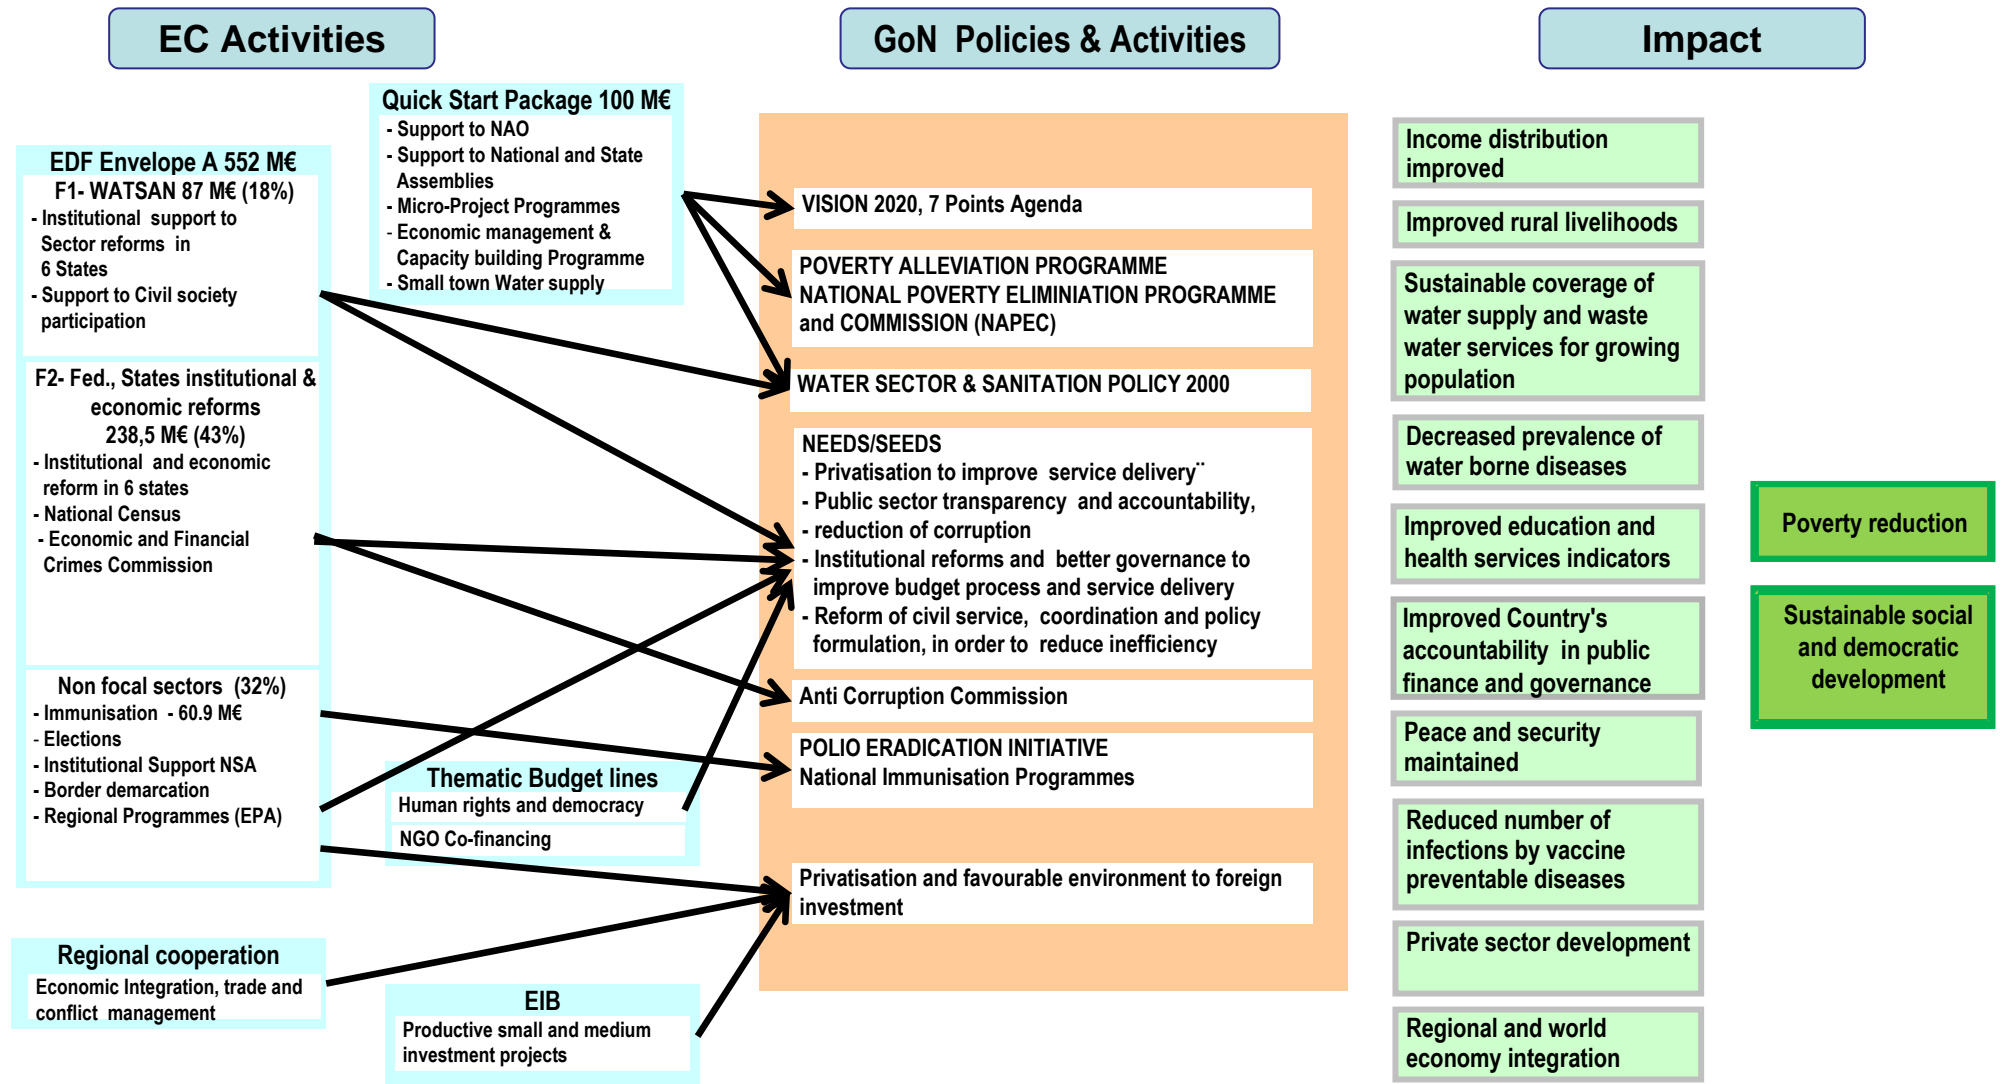 EC Activities
GoN Policies & Activities
Impact
Quick Start Package 100 M€
- Support to NAO
- Support to National and State
Assemblies
- Micro-Project Programmes
- Economic management &
Capacity building Programme
- Small town Water supply
EDF Envelope A 552 M€
F1- WATSAN 87 M€ (18%)
- Institutional support to
Sector reforms in
6 States
- Support to Civil society
participation
F2- Fed., States institutional &
economic reforms
238,5 M€ (43%)
- Institutional and economic
reform in 6 states
- National Census
- Economic and Financial
Crimes Commission
Non focal sectors (32%)
- Immunisation - 60.9 M€
- Elections
- Institutional Support NSA
- Border demarcation
- Regional Programmes (EPA)
Thematic Budget lines
Human rights and democracy
NGO Co-financing
Regional cooperation
Economic Integration, trade and
conflict management
EIB
Productive small and medium
investment projects
VISION 2020, 7 Points Agenda
POVERTY ALLEVIATION PROGRAMME
NATIONAL POVERTY ELIMINIATION PROGRAMME
and COMMISSION (NAPEC)
WATER SECTOR & SANITATION POLICY 2000
NEEDS/SEEDS
- Privatisation to improve service delivery¨
- Public sector transparency and accountability,
- reduction of corruption
- Institutional reforms and better governance to
improve budget process and service delivery
- Reform of civil service, coordination and policy
formulation, in order to reduce inefficiency
Anti Corruption Commission
POLIO ERADICATION INITIATIVE
National Immunisation Programmes
Privatisation and favourable environment to foreign
investment
Income distribution
improved
Improved rural livelihoods
Sustainable coverage of
water supply and waste
water services for growing
population
Decreased prevalence of
water borne diseases
Improved education and
health services indicators
Improved Country's
accountability in public
finance and governance
Peace and security
maintained
Reduced number of
infections by vaccine
preventable diseases
Private sector development
Regional and world
economy integration
Poverty reduction
Sustainable social
and democratic
development